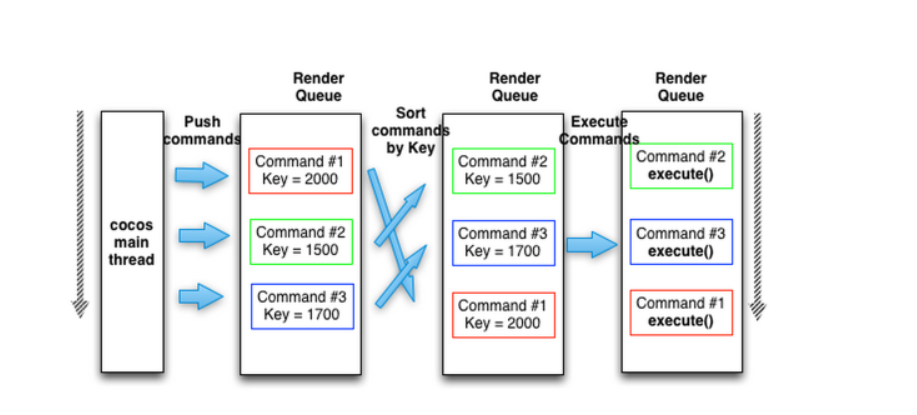 cocos
main
thread
Push
commands
Render
Queue
Command #1
Key = 2000
Command #2
Key = 1500
Command #3
Key = 1700
Sort
commands
by Key
Render
Queue
Command #2
Key = 1500
Command #3
Key = 1700
Command #1
Key = 2000
Execute
Commands
Render
Queue
Command #2
execute()
Command #3
execute()
Command #1
execute()